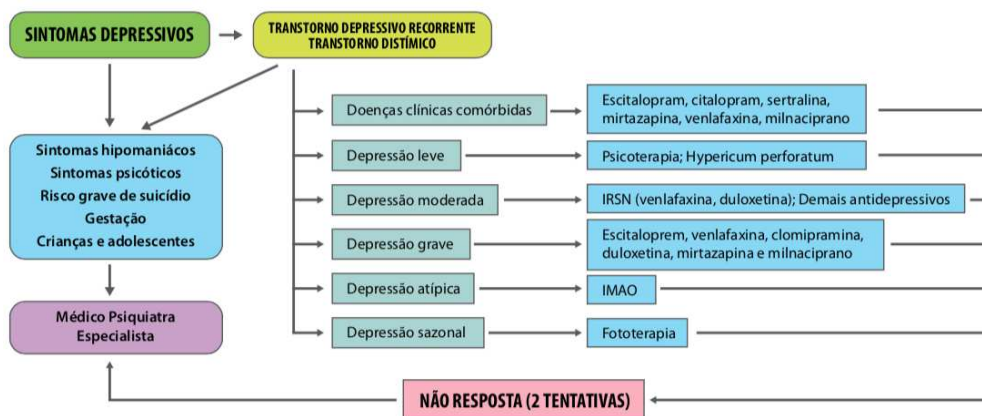 SINTOMAS DEPRESSIVOS
TRANSTORNO DEPRESSIVO RECORRENTE
TRANSTORNO DISTÍMICO
Doenças clínicas comórbidas
Escitalopram, citalopram, sertralina,
mirtazapina, venlafaxina, milnaciprano
Sintomas hipomaniácos
Sintomas psicóticos
Risco grave de suicídio
Gestação
Crianças e adolescentes
Depressão leve
Psicoterapia; Hypericum perforatum
Depressão moderada
IRSN (venlafaxina, duloxetina); Demais antidepressivos
Depressão grave
Escitaloprem, venlafaxina, clomipramina,
duloxetina, mirtazapina e milnaciprano
Depressão atípica
IMAO
Médico Psiquiatra
Especialista
Depressão sazonal
Fototerapia
NÃO RESPOSTA (2 TENTATIVAS)